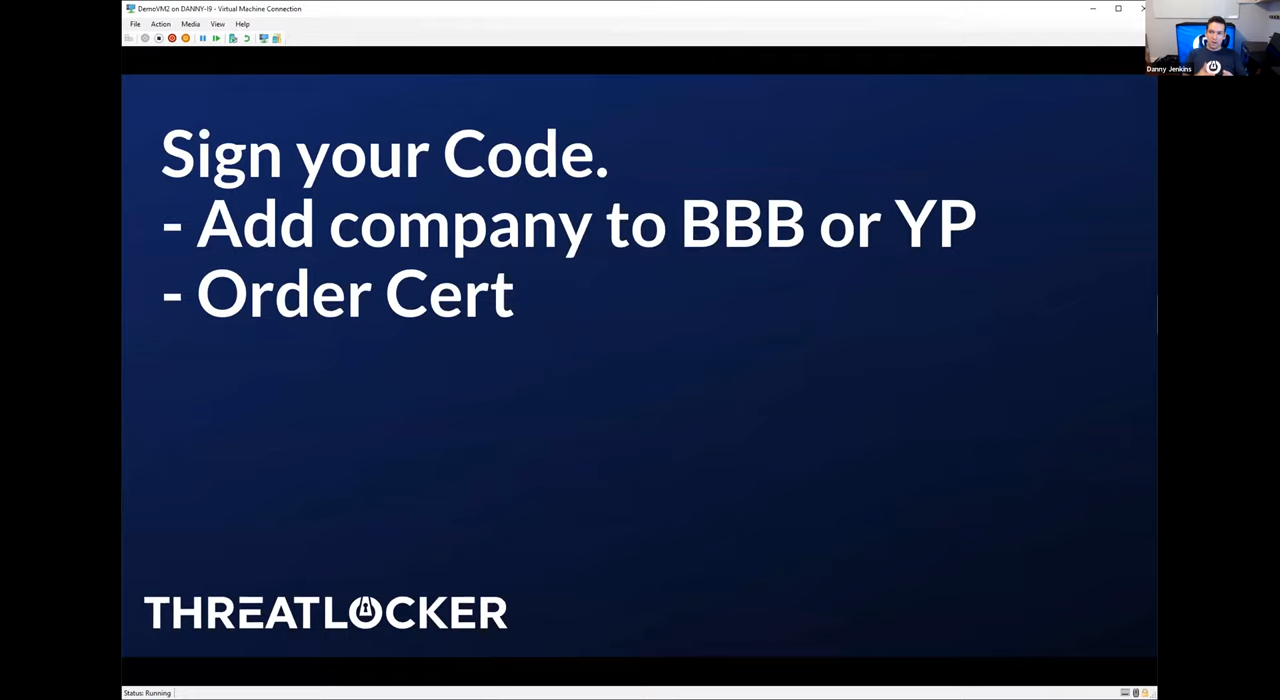 DemoVM2 on DANNY-I9 - Virtual Machine Connection
File Action Media View Help
Danny Jenkins
Sign your Code.
- Add company to BBB or YP
- Order Cert
THREATLOCKER
Status: Running